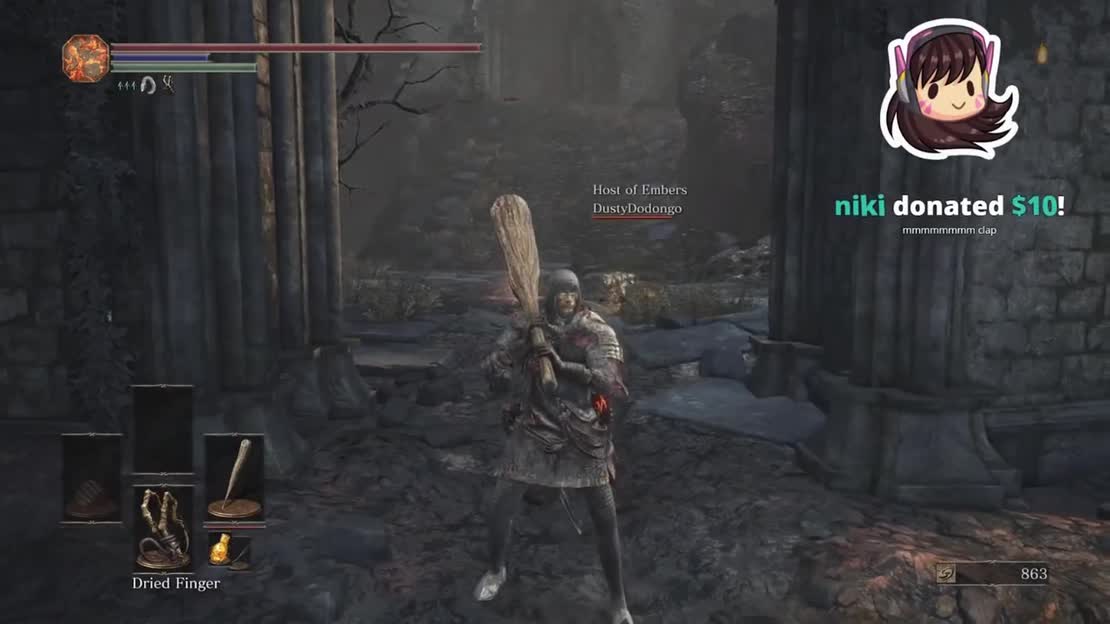 Host of Embers
DustyDodongo
niki donated $10!
mmmmmmmm clap
Dried Finger
863